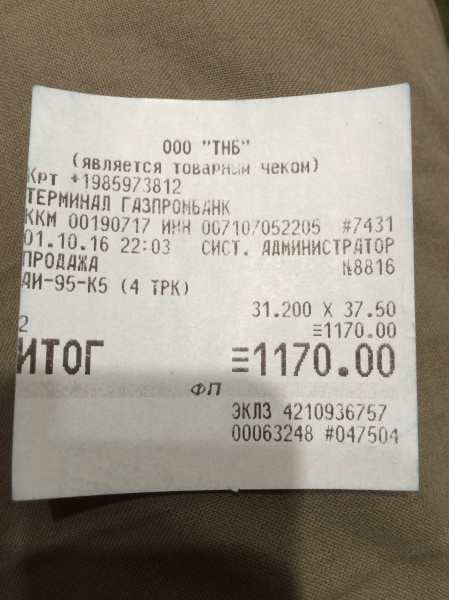 ООО "ТНБ"
(является товарным чеком)
Крт +1985973812
ТЕРМИНАЛ ГАЗПРОМБАНК
ККМ 00190717 ИНН 007107052205 #7431
01.10.16 22:03 СИСТ. АДМИНИСТРАТОР
ПРОДАЖА №8816
АИ-95-К5 (4 ТРК)
31.200 X 37.50
2 ≡1170.00
ИТОГ ≡1170.00
ФП
ЭКЛЗ 4210936757
00063248 #047504